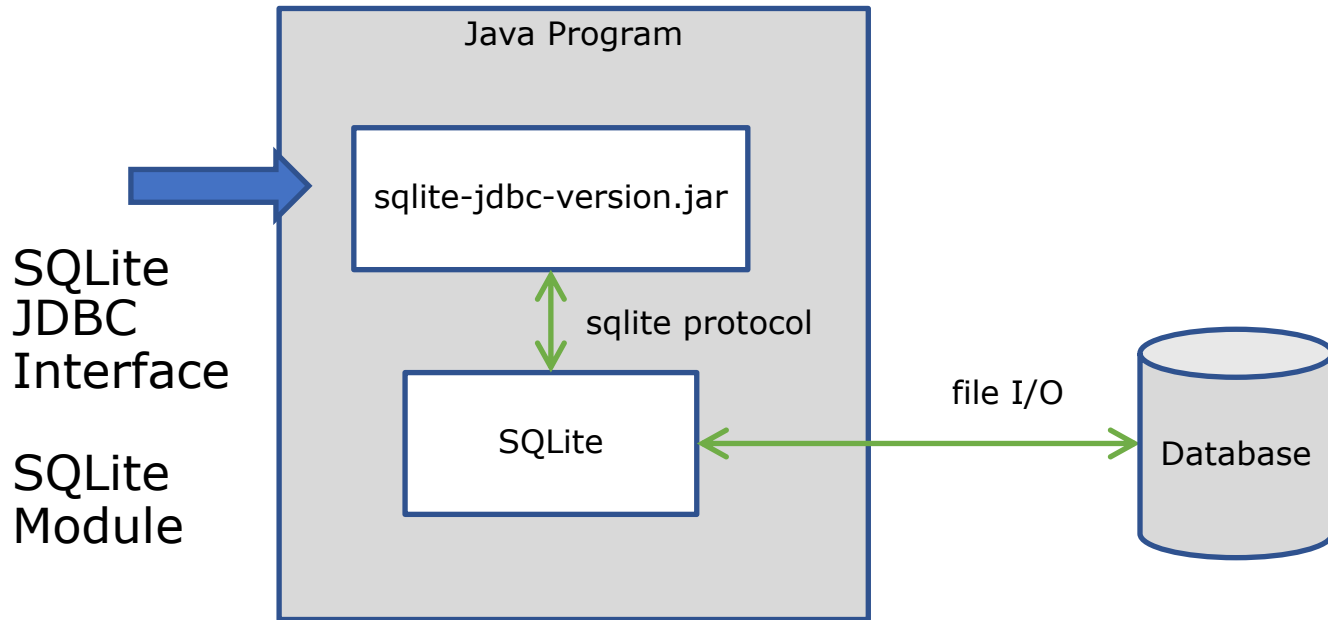 Java Program
sqlite-jdbc-version.jar
SQLite
JDBC
Interface
sqlite protocol
file I/O
SQLite
Database
SQLite
Module